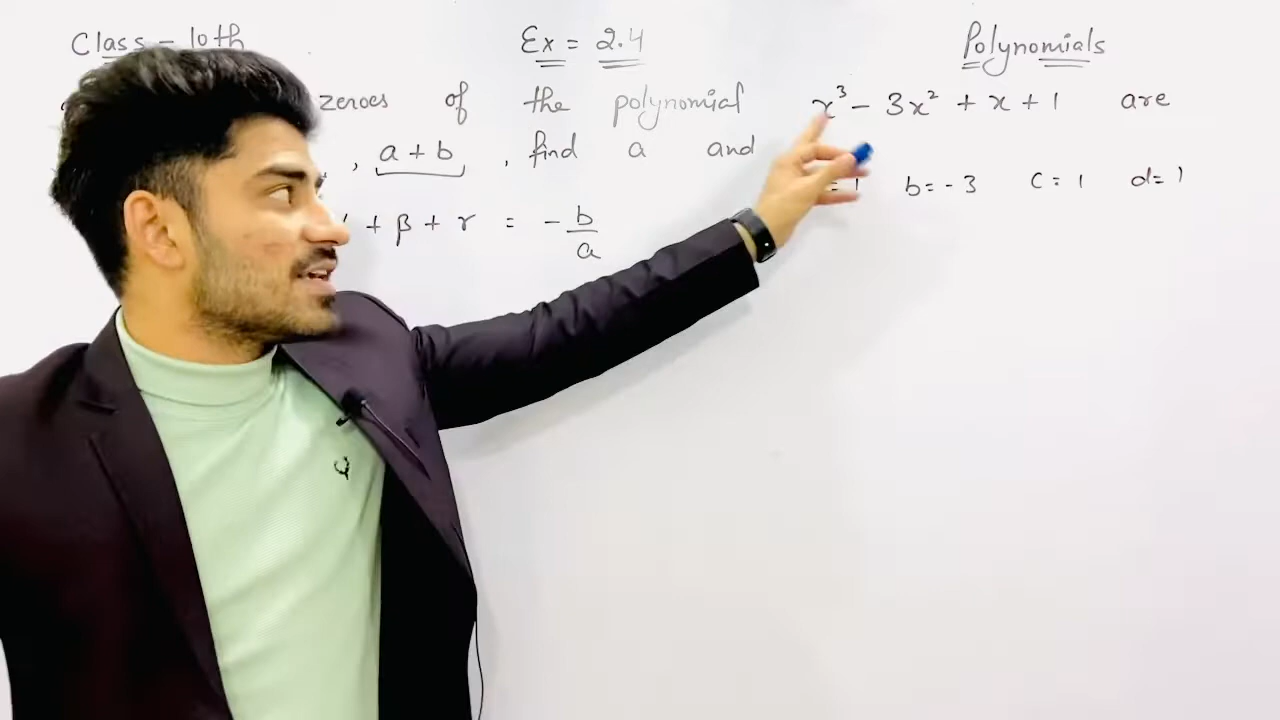 Class - 10th Ex = 2.4 Polynomials
zeroes of the polynomial x³ - 3x² + x + 1 are
, a + b , find a and
= 1 b = - 3 C = 1 d = 1
+ β + γ = - b/a